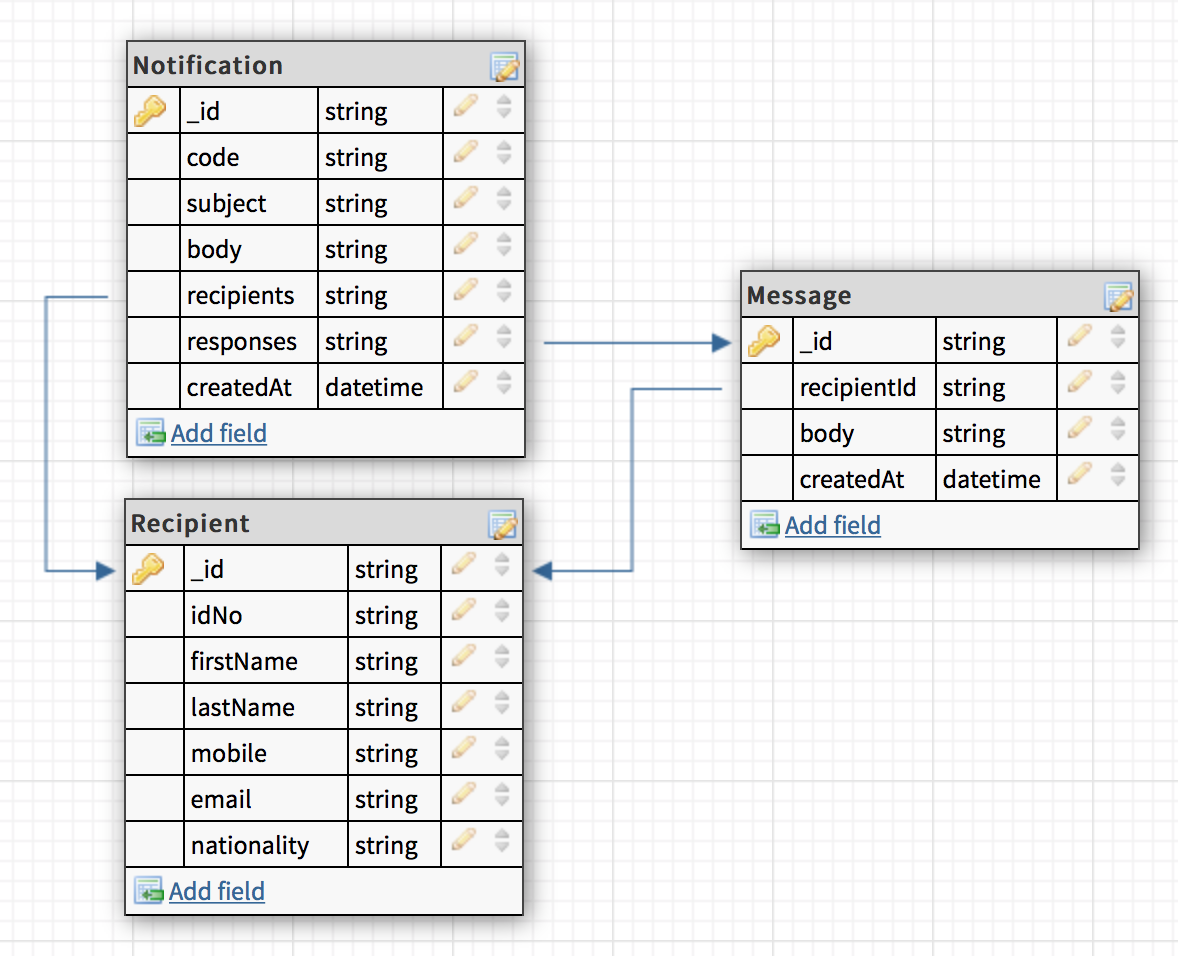 Notification
_id string
code string
subject string
body string
recipients string
responses string
createdAt datetime
Add field
Message
_id string
recipientId string
body string
createdAt datetime
Add field
Recipient
_id string
idNo string
firstName string
lastName string
mobile string
email string
nationality string
Add field